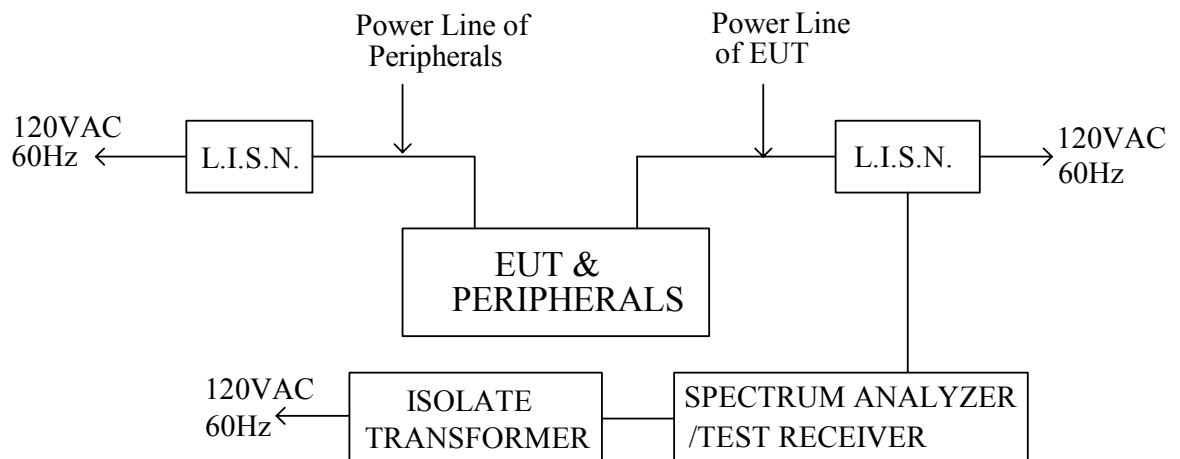 Power Line of
Peripherals
Power Line
of EUT
120VAC
60Hz
L.I.S.N.
L.I.S.N.
120VAC
60Hz
EUT &
PERIPHERALS
120VAC
60Hz
ISOLATE
TRANSFORMER
SPECTRUM ANALYZER
/TEST RECEIVER